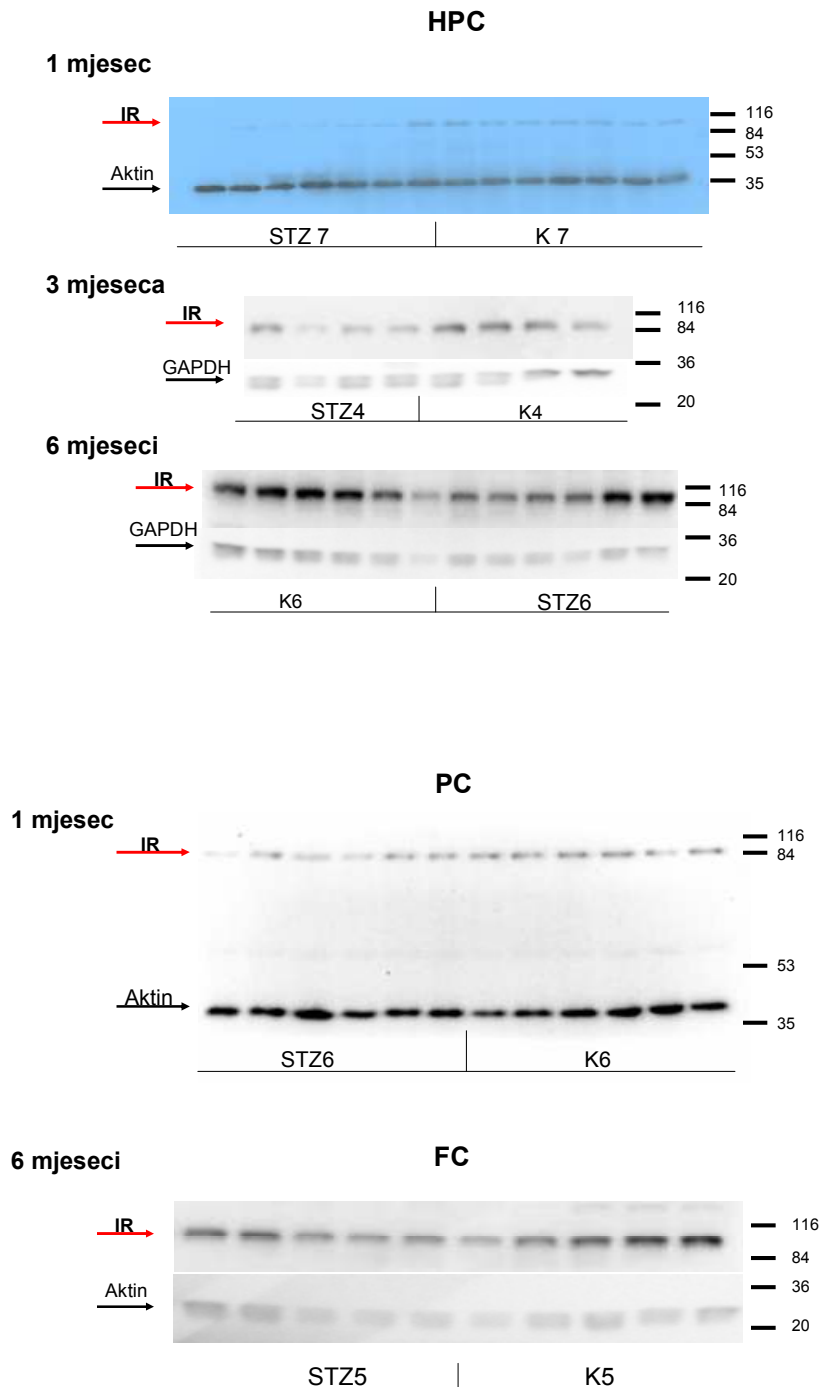 HPC
1 mjesec
IR
Aktin
116
84
53
35
STZ 7 K 7
3 mjeseca
IR
GAPDH
116
84
36
20
STZ4 K4
6 mjeseci
IR
GAPDH
116
84
36
20
K6 STZ6
PC
1 mjesec
IR
Aktin
116
84
53
35
STZ6 K6
6 mjeseci FC
IR
Aktin
116
84
36
20
STZ5 K5